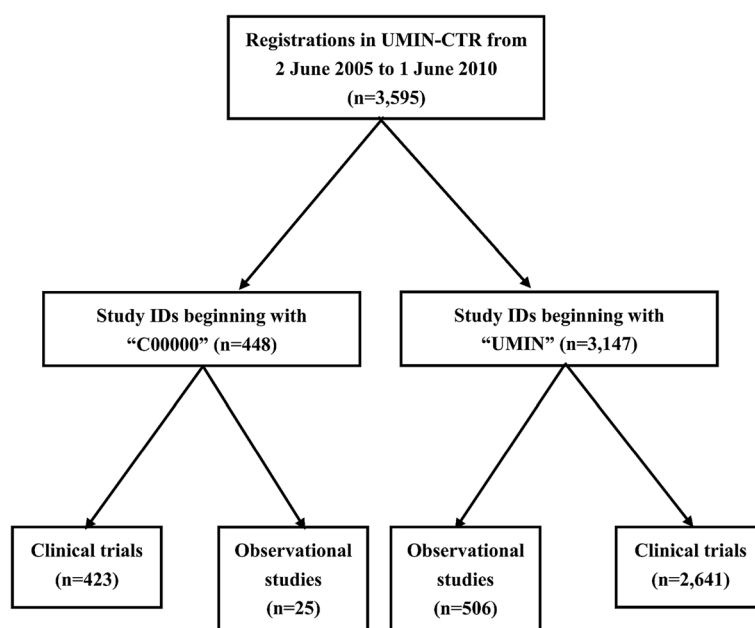 Registrations in UMIN-CTR from
2 June 2005 to 1 June 2010
(n=3,595)
Study IDs beginning with
“C00000” (n=448)
Study IDs beginning with
“UMIN” (n=3,147)
Clinical trials
(n=423)
Observational
studies
(n=25)
Observational
studies
(n=506)
Clinical trials
(n=2,641)